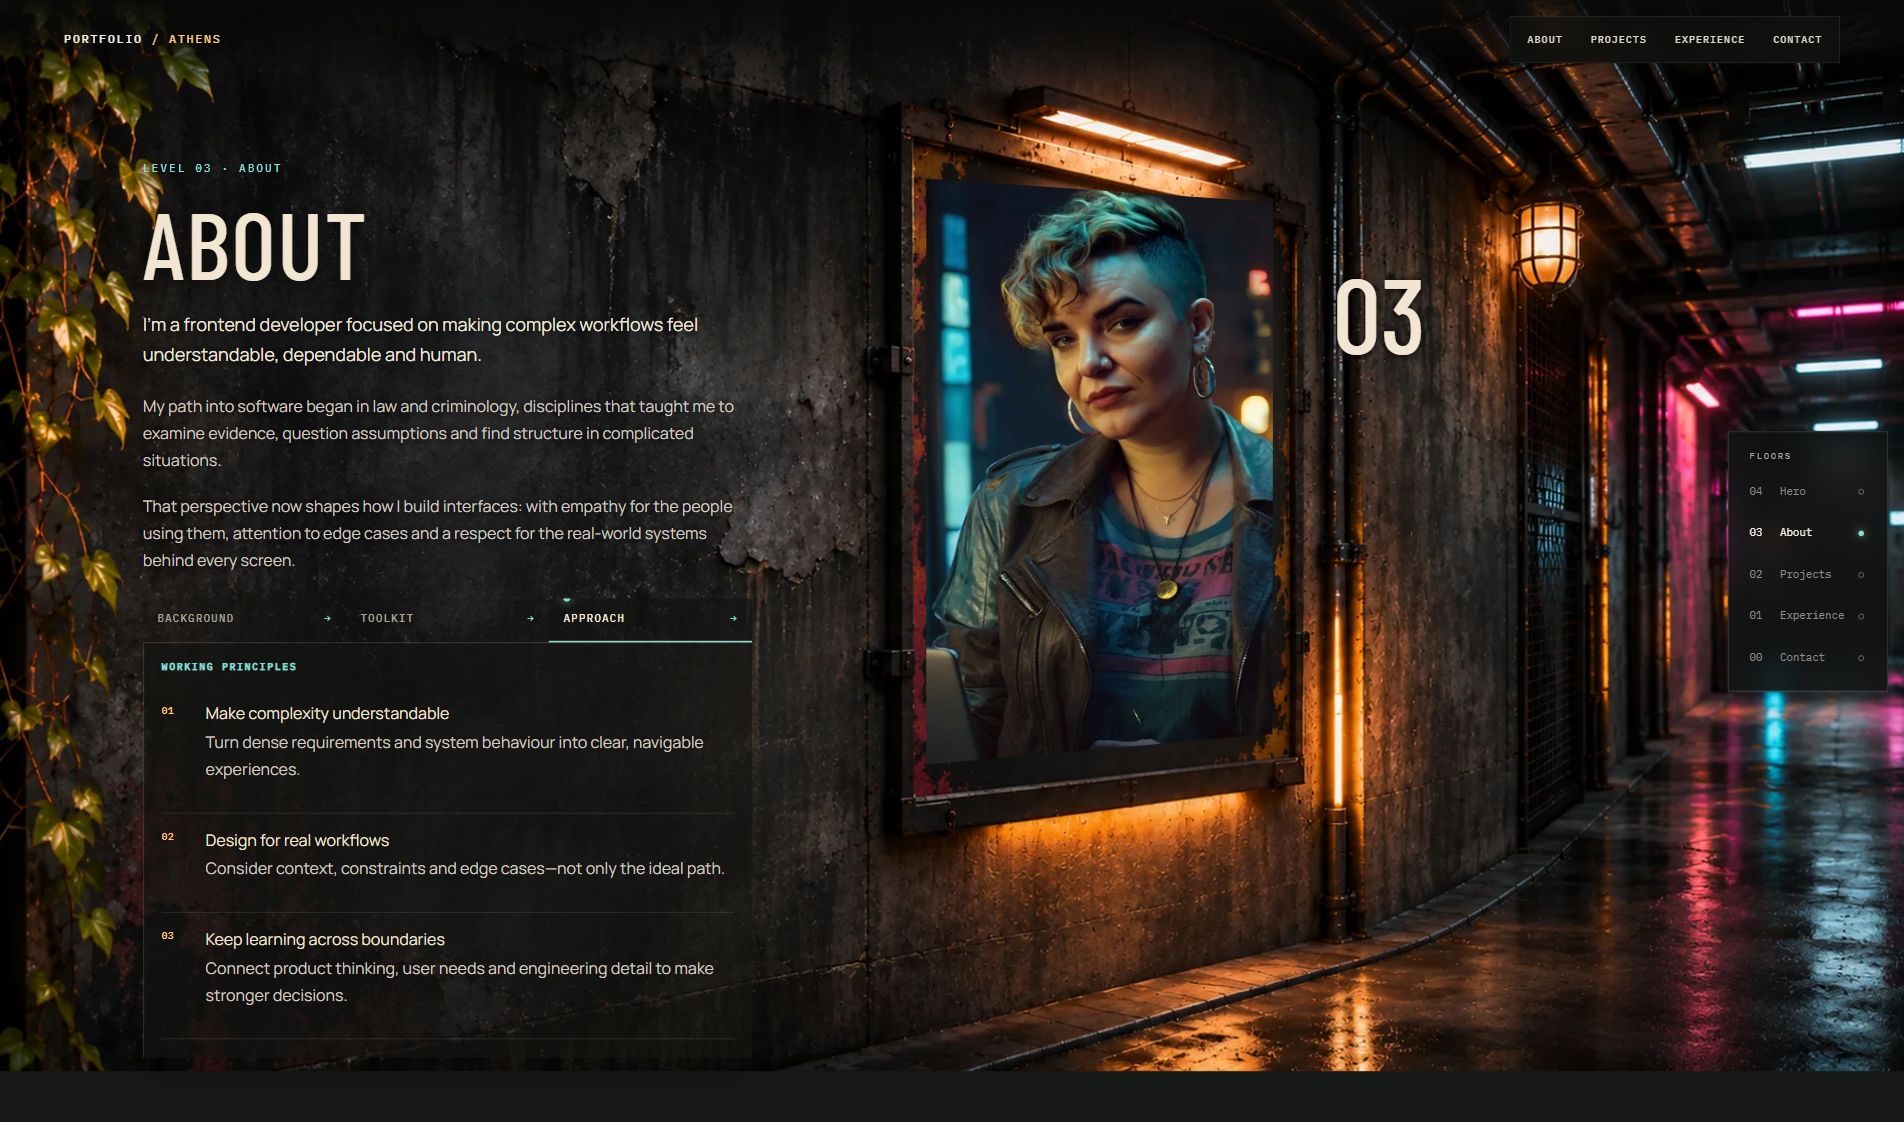 PORTFOLIO / ATHENS
ABOUT PROJECTS EXPERIENCE CONTACT
LEVEL 03 · ABOUT
ABOUT
I'm a frontend developer focused on making complex workflows feel
understandable, dependable and human.
My path into software began in law and criminology, disciplines that taught me to
examine evidence, question assumptions and find structure in complicated
situations.
That perspective now shapes how I build interfaces: with empathy for the people
using them, attention to edge cases and a respect for the real-world systems
behind every screen.
BACKGROUND → TOOLKIT → APPROACH →
WORKING PRINCIPLES
01 Make complexity understandable
Turn dense requirements and system behaviour into clear, navigable
experiences.
02 Design for real workflows
Consider context, constraints and edge cases—not only the ideal path.
03 Keep learning across boundaries
Connect product thinking, user needs and engineering detail to make
stronger decisions.
03
FLOORS
04 Hero
03 About
02 Projects
01 Experience
00 Contact